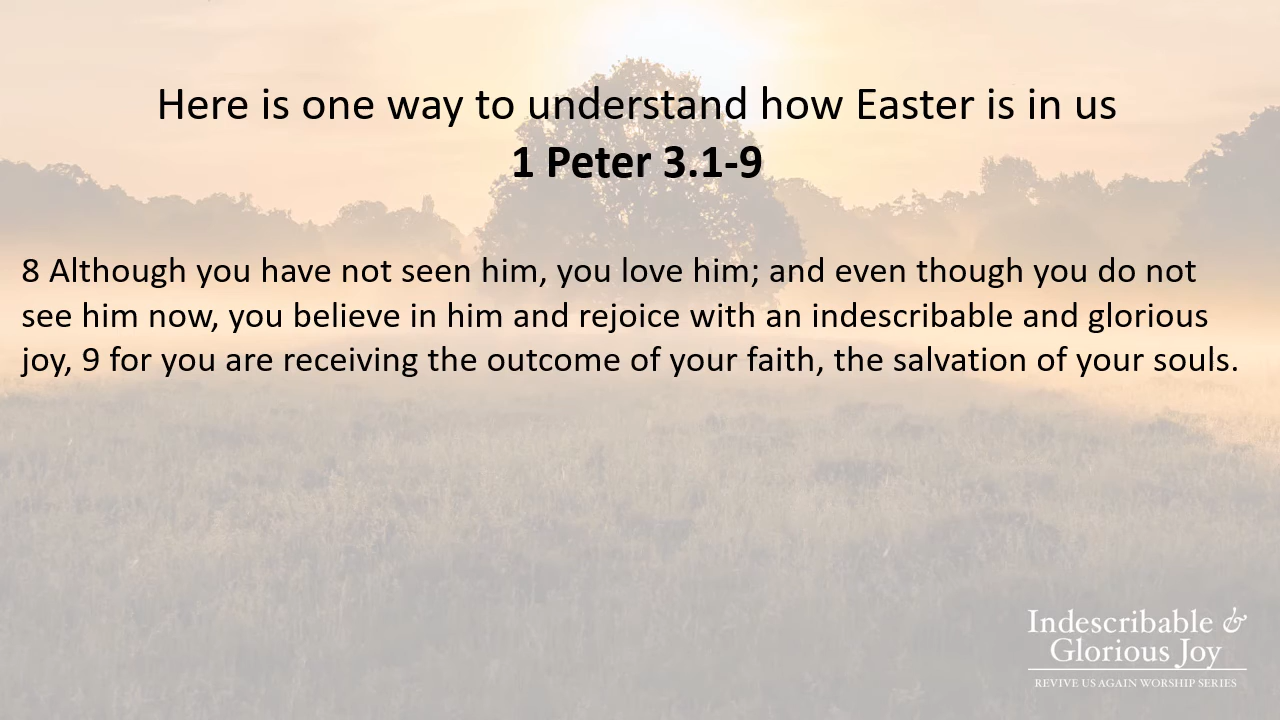 Here is one way to understand how Easter is in us
1 Peter 3.1-9
8 Although you have not seen him, you love him; and even though you do not
see him now, you believe in him and rejoice with an indescribable and glorious
joy, 9 for you are receiving the outcome of your faith, the salvation of your souls.
Indescribable &
Glorious Joy
REVIVE US AGAIN WORSHIP SERIES